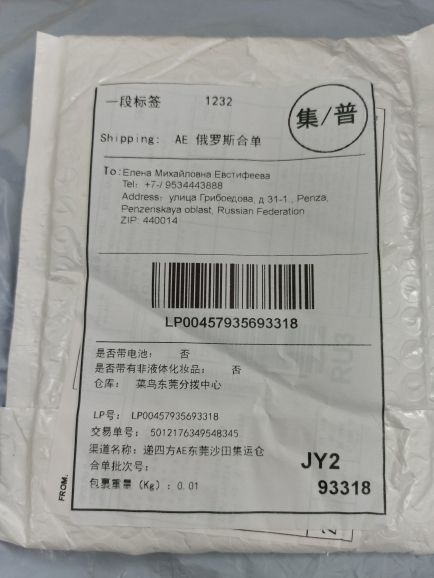 一段标签 1232
集/普
Shipping: AE 俄罗斯合单
To: Елена Михайловна Евстифеева
Tel: +7-/ 9534443888
Address: улица Грибоедова, д 31-1., Penza,
Penzenskaya oblast, Russian Federation
ZIP: 440014
LP00457935693318
是否带电池: 否
是否带有非液体化妆品: 否
仓库: 菜鸟东莞分拨中心
LP号: LP00457935693318
交易单号: 5012176349548345
渠道名称: 递四方AE东莞沙田集运仓
合单批次号:
包裹重量 (Kg): 0.01
JY2
93318
FROM: